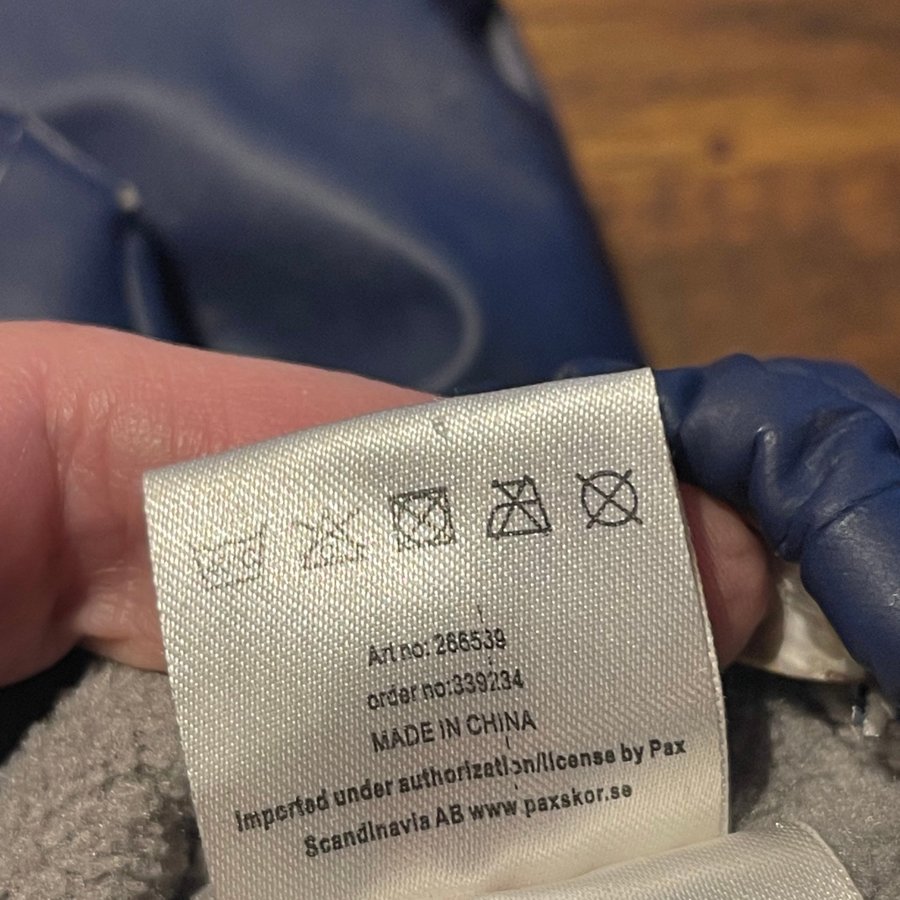 Art no: 266539
order no:339234
MADE IN CHINA
Imported under authorization/license by Pax
Scandinavia AB www.paxskor.se